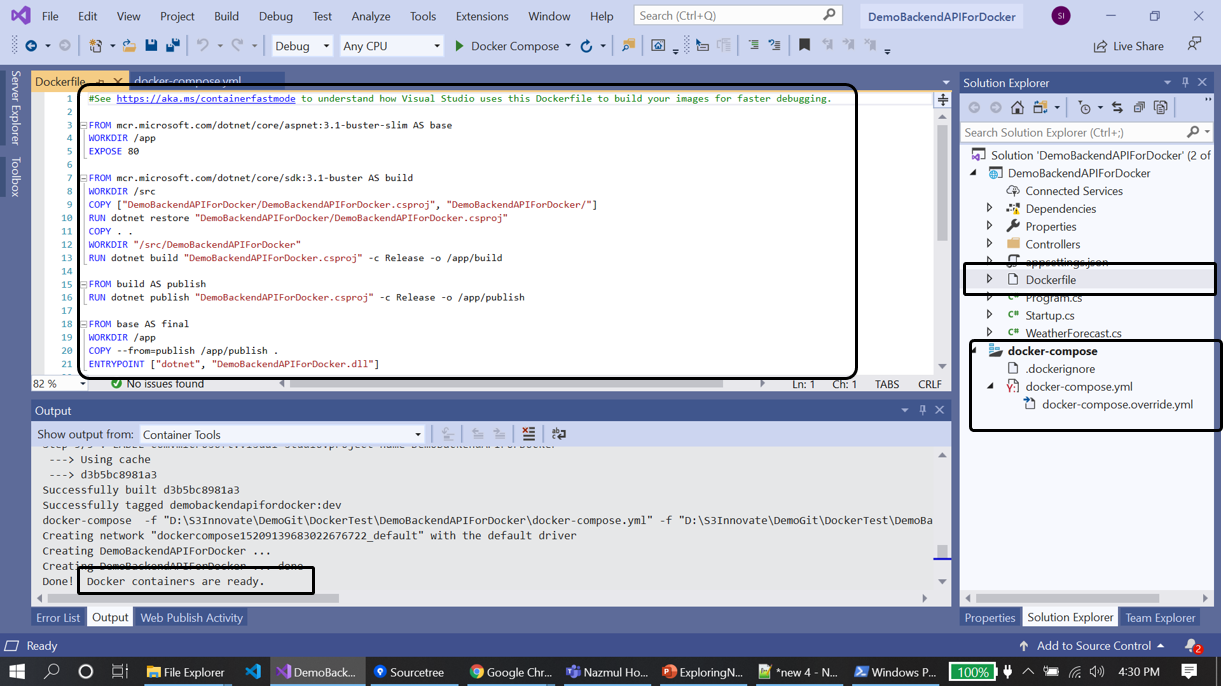 File Edit View Project Build Debug Test Analyze Tools Extensions Window Help Search (Ctrl+Q) DemoBackendAPIForDocker SI
Debug Any CPU Docker Compose Live Share
Server Explorer
Toolbox
Dockerfile docker-compose.yml
1 #See https://aka.ms/containerfastmode to understand how Visual Studio uses this Dockerfile to build your images for faster debugging.
2
3 FROM mcr.microsoft.com/dotnet/core/aspnet:3.1-buster-slim AS base
4 WORKDIR /app
5 EXPOSE 80
6
7 FROM mcr.microsoft.com/dotnet/core/sdk:3.1-buster AS build
8 WORKDIR /src
9 COPY ["DemoBackendAPIForDocker/DemoBackendAPIForDocker.csproj", "DemoBackendAPIForDocker/"]
10 RUN dotnet restore "DemoBackendAPIForDocker/DemoBackendAPIForDocker.csproj"
11 COPY . .
12 WORKDIR "/src/DemoBackendAPIForDocker"
13 RUN dotnet build "DemoBackendAPIForDocker.csproj" -c Release -o /app/build
14
15 FROM build AS publish
16 RUN dotnet publish "DemoBackendAPIForDocker.csproj" -c Release -o /app/publish
17
18 FROM base AS final
19 WORKDIR /app
20 COPY --from=publish /app/publish .
21 ENTRYPOINT ["dotnet", "DemoBackendAPIForDocker.dll"]
82 % No issues found Ln: 1 Ch: 1 TABS CRLF
Output
Show output from: Container Tools
---> Using cache
---> d3b5bc8981a3
Successfully built d3b5bc8981a3
Successfully tagged demobackendapifordocker:dev
docker-compose -f "D:\S3Innovate\DemoGit\DockerTest\DemoBackendAPIForDocker\docker-compose.yml" -f "D:\S3Innovate\DemoGit\DockerTest\DemoBa
Creating network "dockercompose15209139683022676722_default" with the default driver
Creating DemoBackendAPIForDocker ...
Creating DemoBackendAPIForDocker ... done
Done! Docker containers are ready.
Error List Output Web Publish Activity
Solution Explorer
Search Solution Explorer (Ctrl+;)
Solution 'DemoBackendAPIForDocker' (2 of
DemoBackendAPIForDocker
Connected Services
Dependencies
Properties
Controllers
appsettings.json
Dockerfile
Program.cs
Startup.cs
WeatherForecast.cs
docker-compose
.dockerignore
docker-compose.yml
docker-compose.override.yml
Properties Solution Explorer Team Explorer
Ready Add to Source Control 2
File Explorer DemoBack... Sourcetree Google Chr... Nazmul Ho... ExploringN... *new 4 - N... Windows P... 100% 4:30 PM